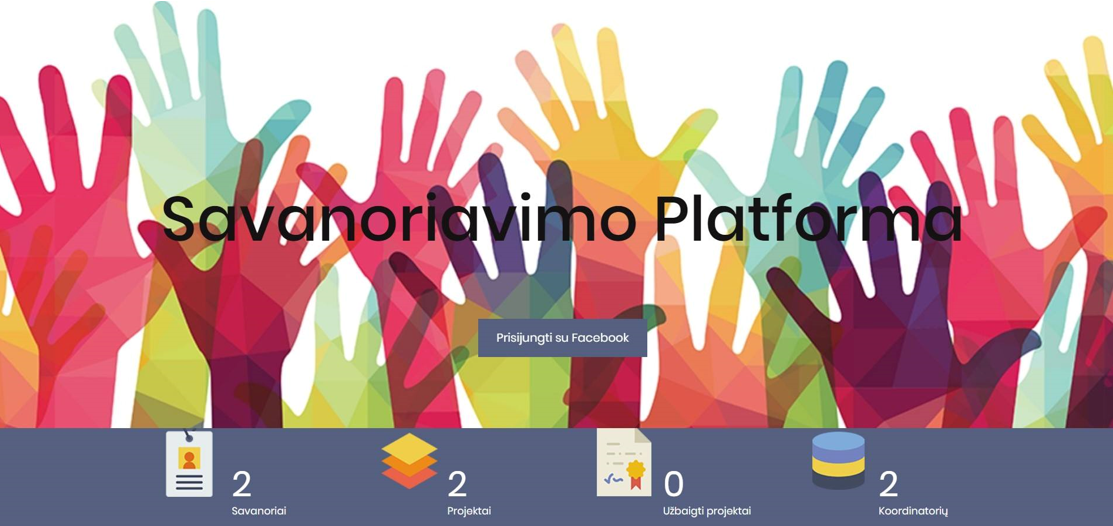 Savanoriavimo Platforma
Prisijungti su Facebook
2
Savanoriai
2
Projektai
0
Užbaigti projektai
2
Koordinatorių